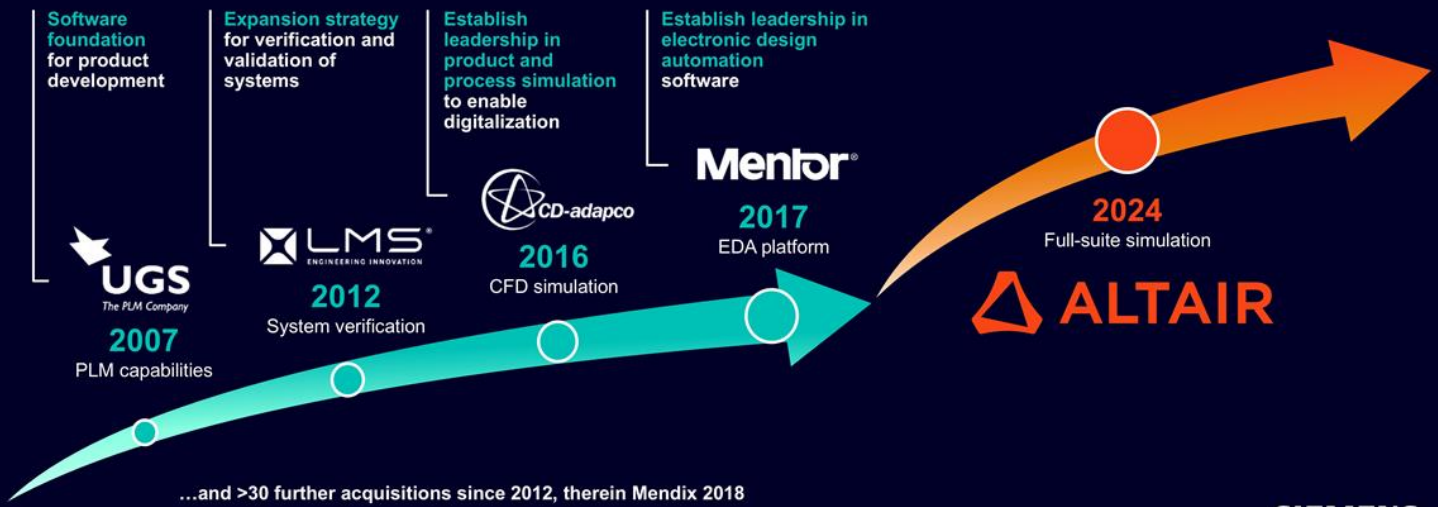 Software
foundation
for product
development
Expansion strategy
for verification and
validation of
systems
Establish
leadership in
product and
process simulation
to enable
digitalization
Establish leadership in
electronic design
automation
software
UGS
The PLM Company
2007
PLM capabilities
LMS®
ENGINEERING INNOVATION
2012
System verification
CD-adapco
2016
CFD simulation
Mentor®
2017
EDA platform
2024
Full-suite simulation
ALTAIR
…and >30 further acquisitions since 2012, therein Mendix 2018